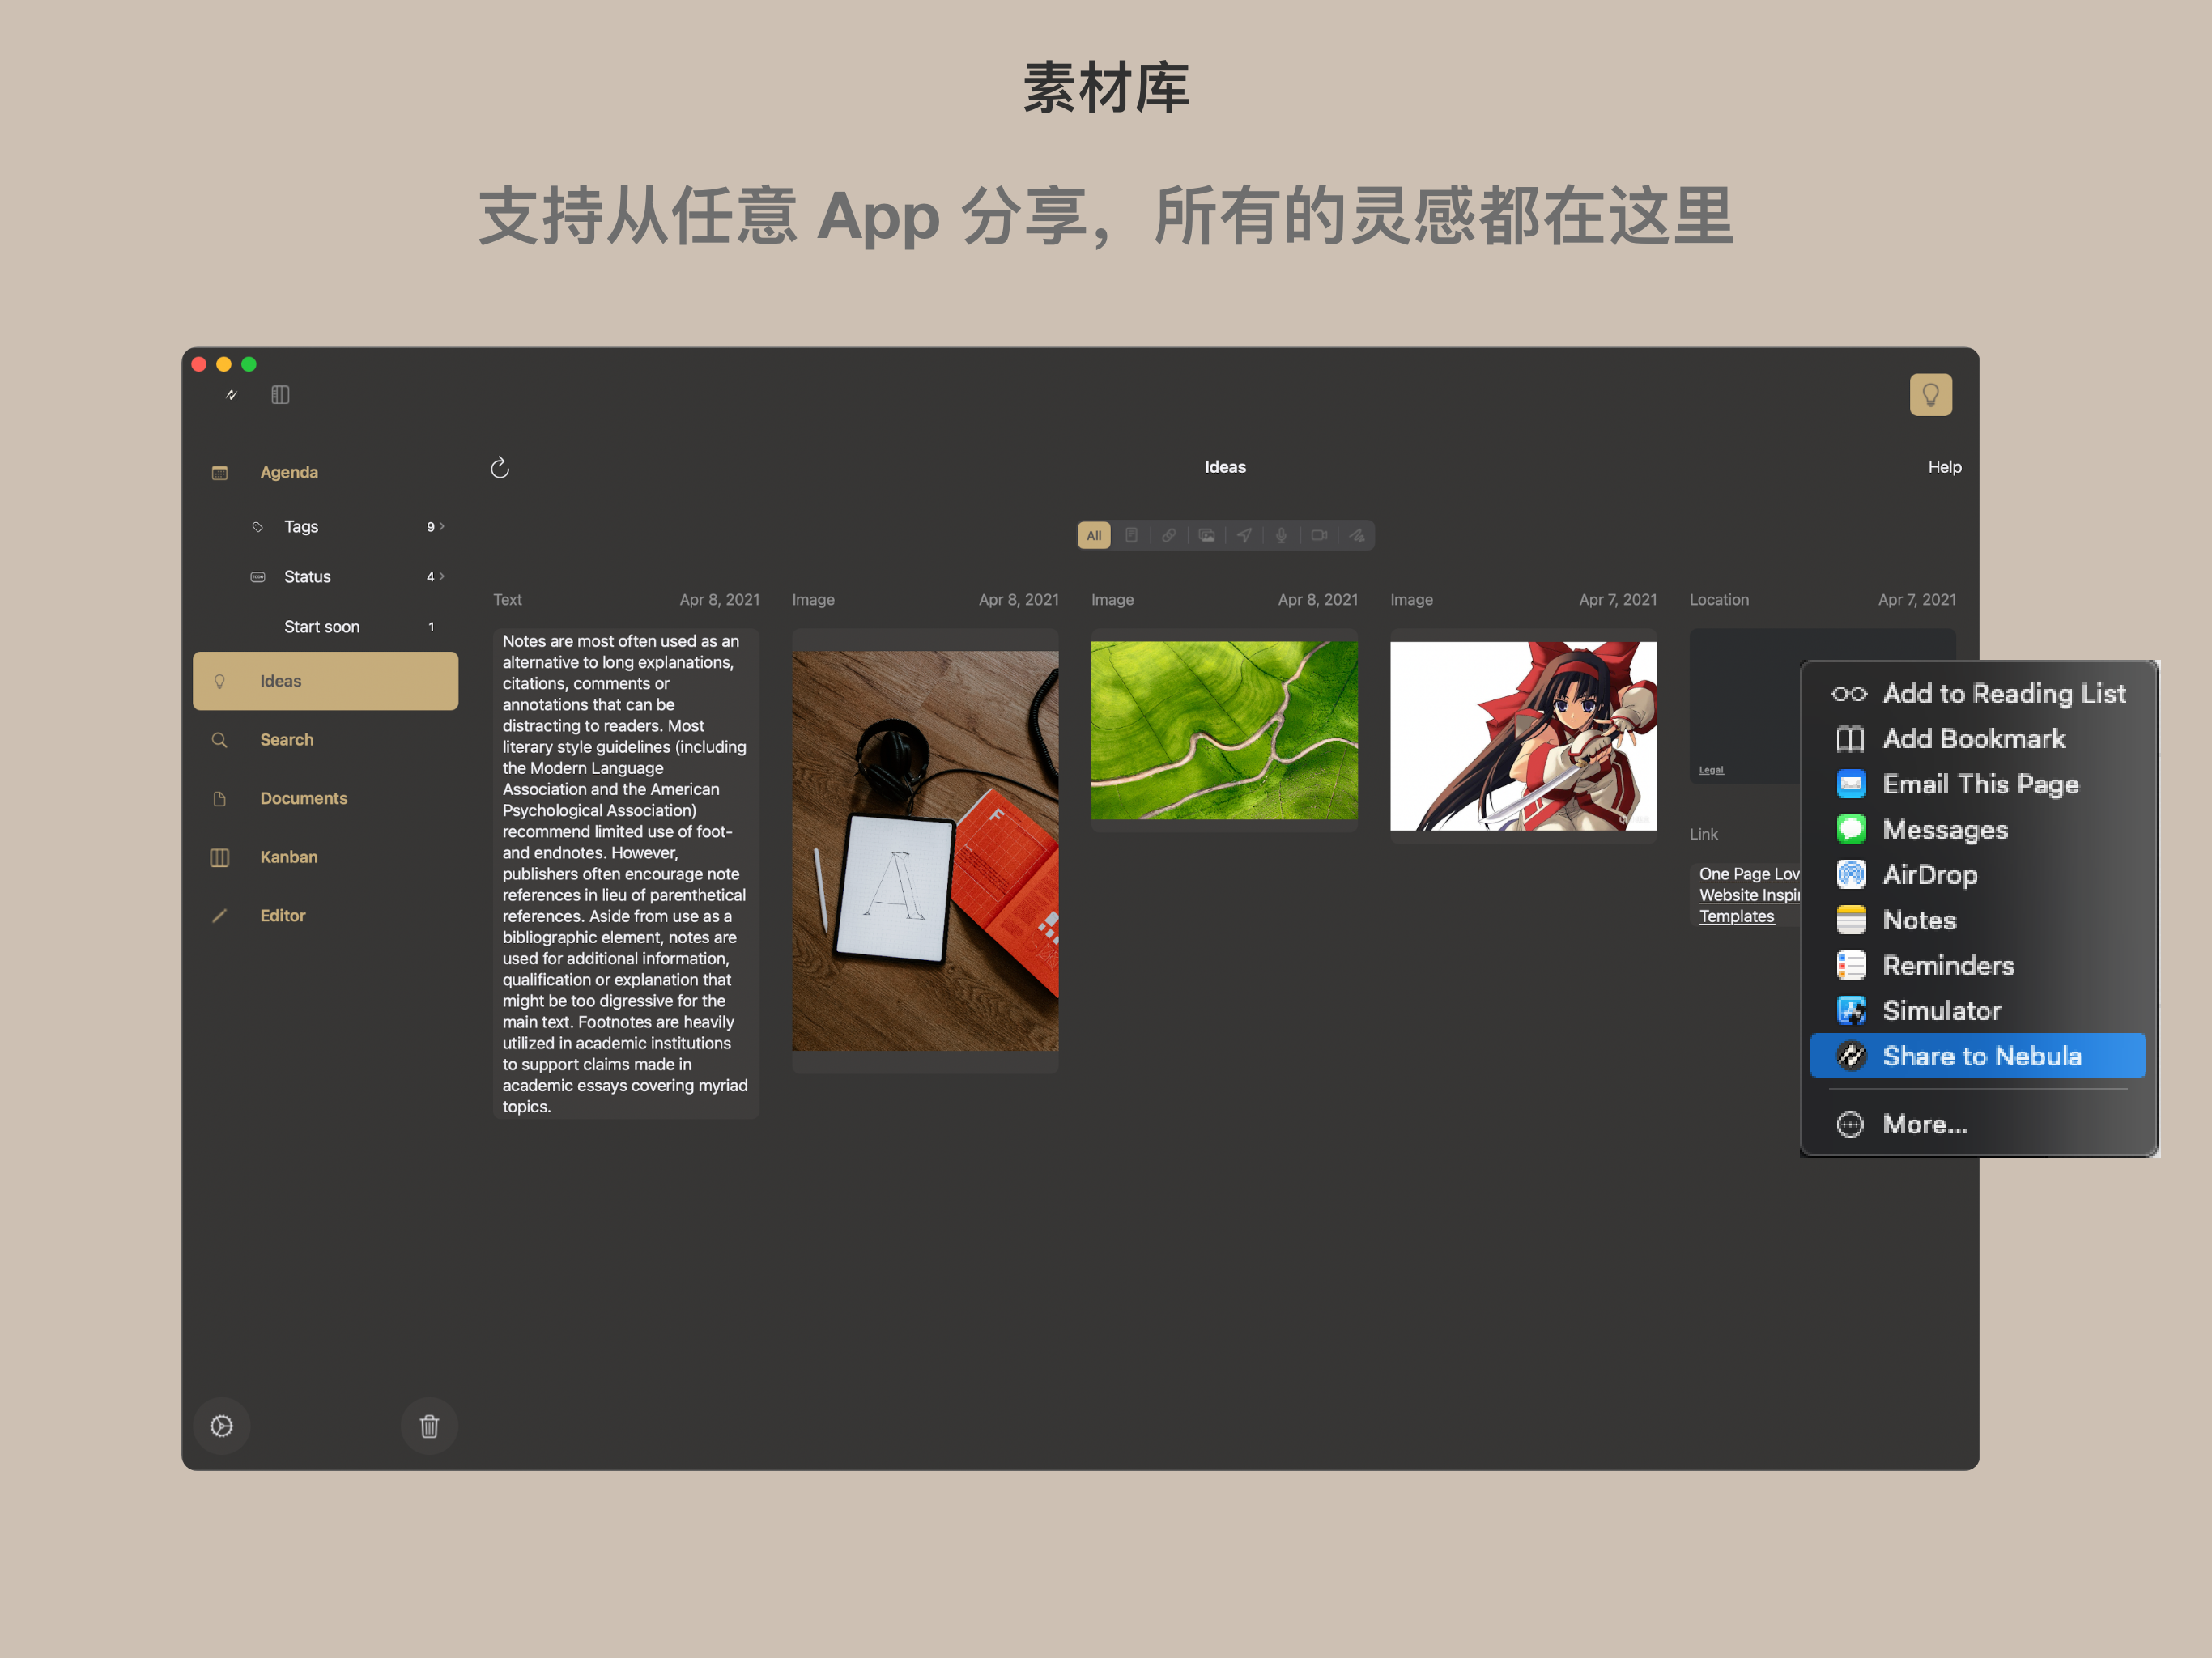 素材库
支持从任意 App 分享，所有的灵感都在这里
Agenda
Tags 9
Status 4
Start soon 1
Ideas
Search
Documents
Kanban
Editor
Ideas
Help
All
Text Apr 8, 2021
Notes are most often used as an
alternative to long explanations,
citations, comments or
annotations that can be
distracting to readers. Most
literary style guidelines (including
the Modern Language
Association and the American
Psychological Association)
recommend limited use of foot-
and endnotes. However,
publishers often encourage note
references in lieu of parenthetical
references. Aside from use as a
bibliographic element, notes are
used for additional information,
qualification or explanation that
might be too digressive for the
main text. Footnotes are heavily
utilized in academic institutions
to support claims made in
academic essays covering myriad
topics.
Image Apr 8, 2021
F
A
Image Apr 8, 2021
Image Apr 7, 2021
Location Apr 7, 2021
Legal
Link
One Page Lov
Website Inspi
Templates
Add to Reading List
Add Bookmark
Email This Page
Messages
AirDrop
Notes
Reminders
Simulator
Share to Nebula
More...